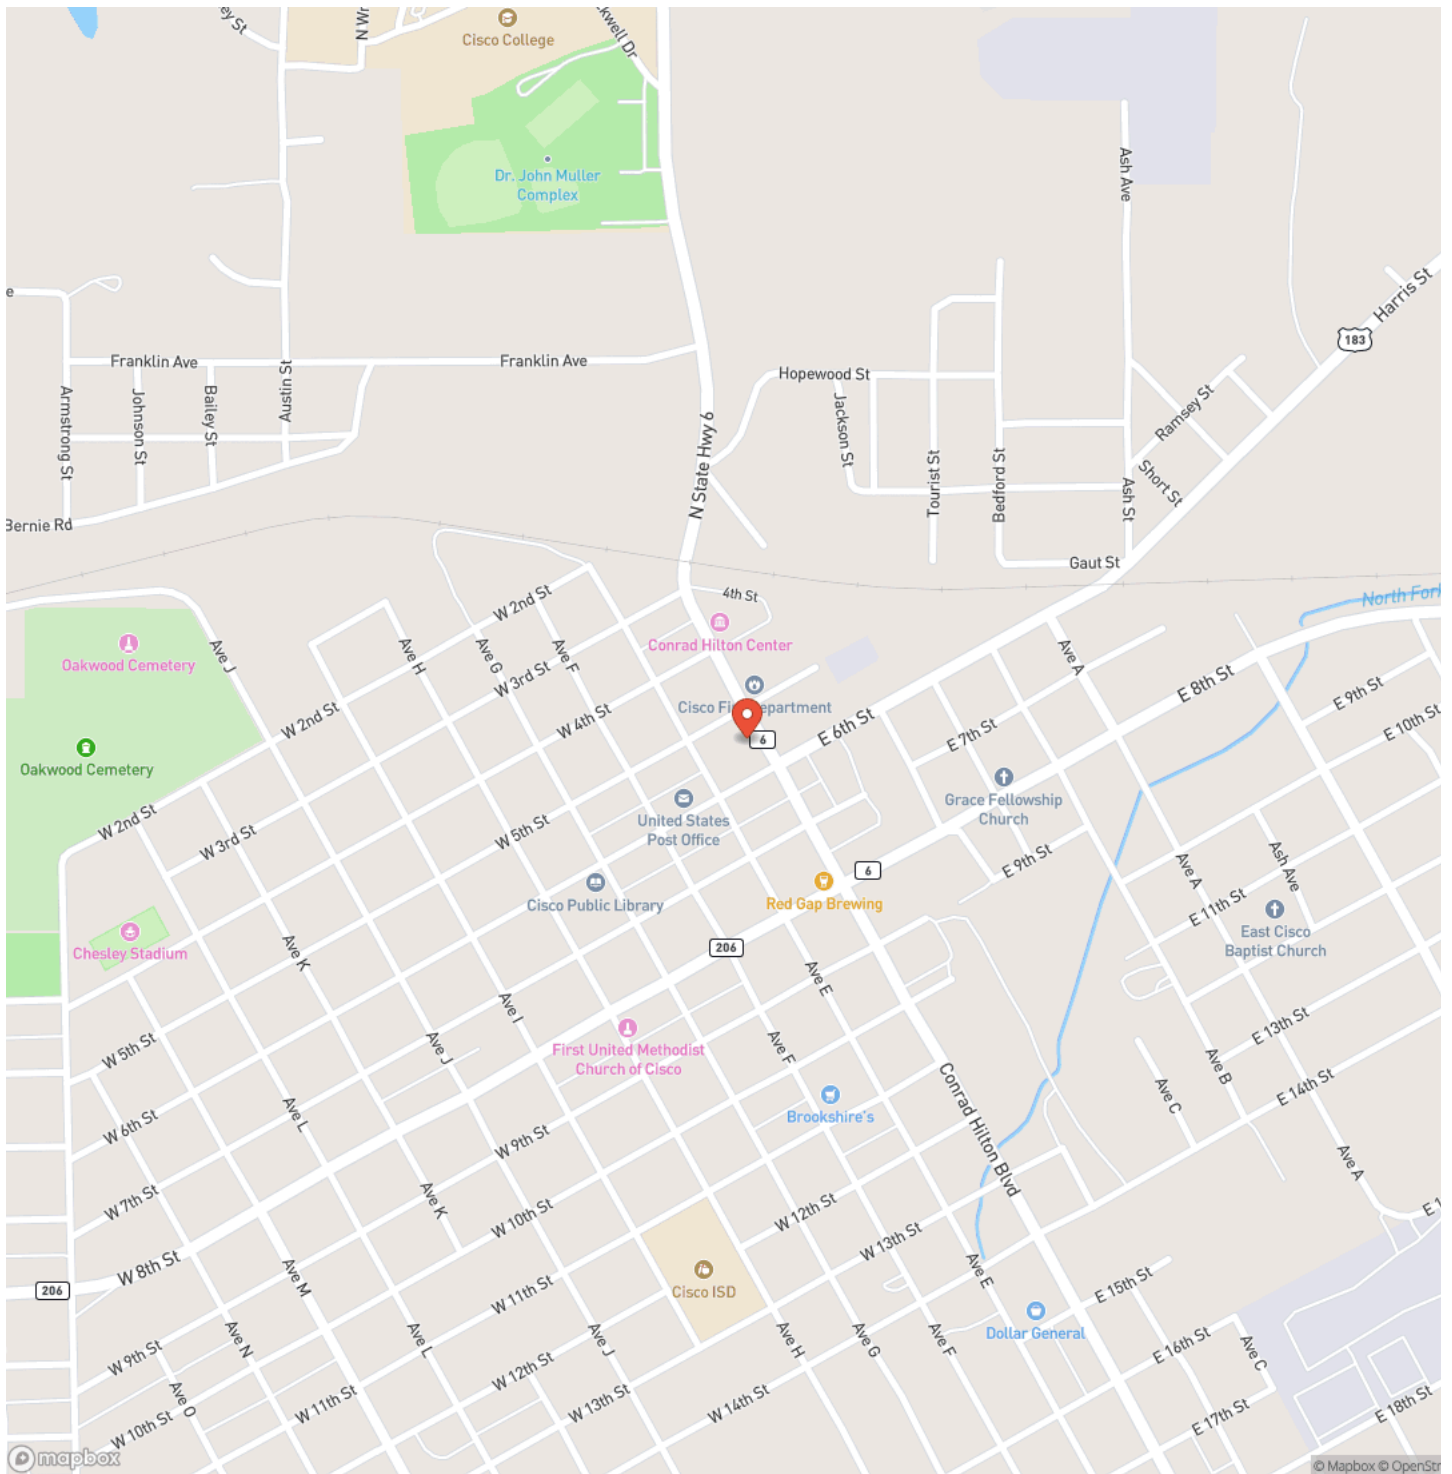 Cisco College
N Wr
Dr. John Muller
Complex
Ash Ave
Harris St
183
Franklin Ave
Franklin Ave
Hopewood St
Armstrong St
Johnson St
Bailey St
Austin St
Jackson St
Tourist St
Bedford St
Ramsey St
Short St
Ash St
N State Hwy 6
Bernie Rd
Gaut St
North Fork
4th St
W 2nd St
Conrad Hilton Center
Oakwood Cemetery
Ave J
Ave H
Ave G
Ave F
Ave A
W 3rd St
E 8th St
E 9th St
Cisco Fi
epartment
W 2nd St
W 4th St
E 6th St
E 7th St
E 10th St
6
Oakwood Cemetery
Grace Fellowship
Church
United States
Post Office
W 2nd St
W 3rd St
W 5th St
E 9th St
Ave A
Ash Ave
6
Cisco Public Library
Red Gap Brewing
E 11th St
East Cisco
Baptist Church
Chesley Stadium
206
Ave K
Ave E
Ave I
W 5th St
Ave J
First United Methodist
Church of Cisco
Ave F
E 13th St
Ave B
Ave C
E 14th St
Conrad Hilton Blvd
Brookshire's
W 6th St
Ave L
W 9th St
Ave A
W 7th St
Ave K
W 10th St
W 12th St
W 13th St
W 8th St
206
Ave M
Cisco ISD
Ave E
E 15th St
W 11th St
Dollar General
Ave N
Ave L
Ave J
Ave H
Ave G
Ave F
E 16th St
Ave C
W 9th St
W 12th St
Ave O
W 11th St
W 13th St
W 14th St
W 10th St
E 17th St
E 18th St
mapbox
© Mapbox © OpenStr